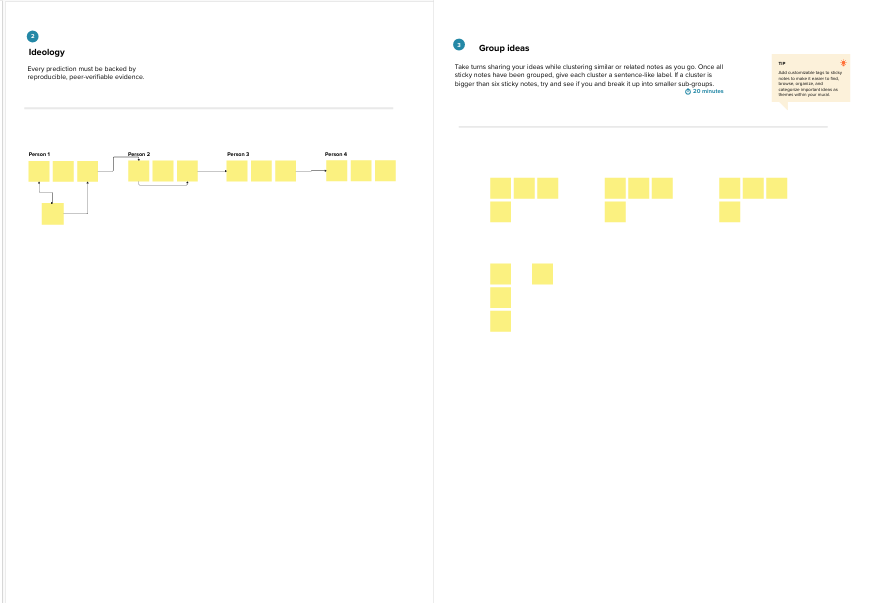 2
Ideology
Every prediction must be backed by
reproducible, peer-verifiable evidence.
Person 1
Person 2
Person 3
Person 4
3
Group ideas
Take turns sharing your ideas while clustering similar or related notes as you go. Once all
sticky notes have been grouped, give each cluster a sentence-like label. If a cluster is
bigger than six sticky notes, try and see if you and break it up into smaller sub-groups.
20 minutes
TIP
Add customizable tags to sticky
notes to make it easier to find,
browse, organize, and
categorize important ideas as
themes within your mural.